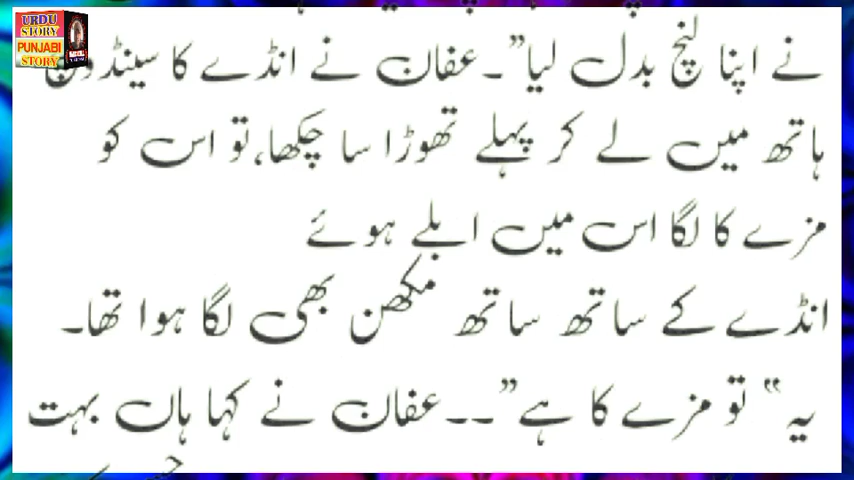 URDU
STORY
PUNJABI
STORY
نے اپنا لنچ بدل لیا”۔عفان نے انڈے کا سینڈوچ
ہاتھ میں لے کر پہلے تھوڑا سا چکھا،تو اس کو
مزے کا لگا اس میں ابلے ہوئے
انڈے کے ساتھ ساتھ مکھن بھی لگا ہوا تھا۔
یہ “ تو مزے کا ہے”۔۔عفان نے کہا ہاں بہت